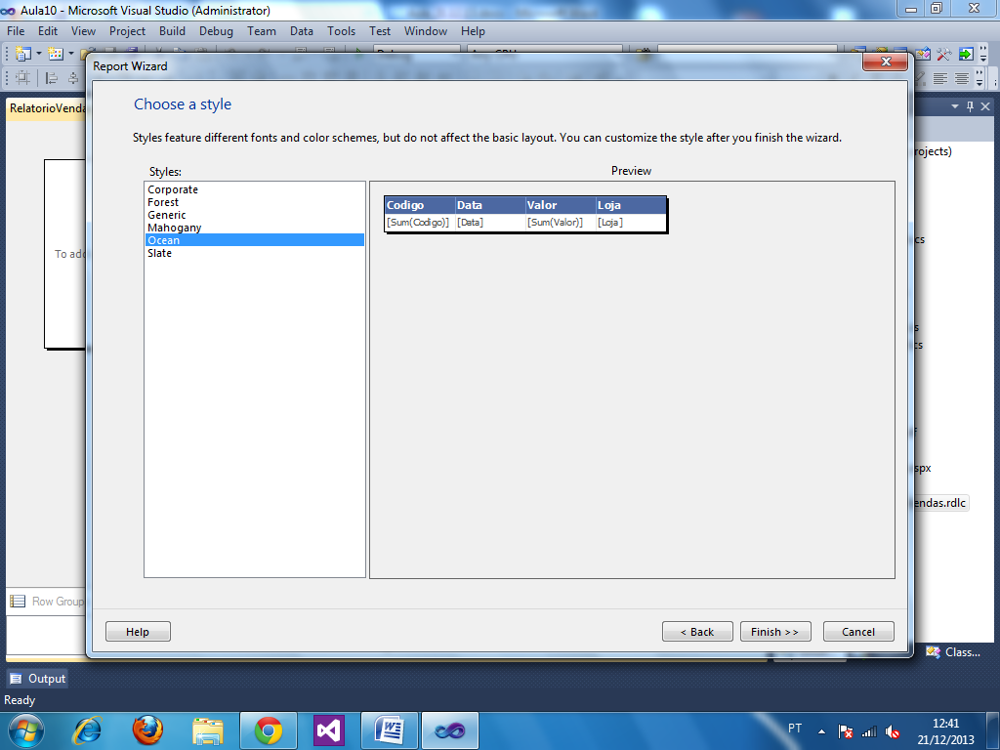 Aula10 - Microsoft Visual Studio (Administrator)
File Edit View Project Build Debug Team Data Tools Test Window Help
Report Wizard
RelatorioVenda
Choose a style
Styles feature different fonts and color schemes, but do not affect the basic layout. You can customize the style after you finish the wizard.
rojects)
Styles:
Preview
Corporate
Forest
Generic
Mahogany
Ocean
Slate
Codigo Data Valor Loja
[Sum(Codigo)] [Data] [Sum(Valor)] [Loja]
cs
To add
s
cs
spx
endas.rdlc
Row Group
Help
< Back
Finish >>
Cancel
Class...
Output
Ready
PT
12:41
21/12/2013